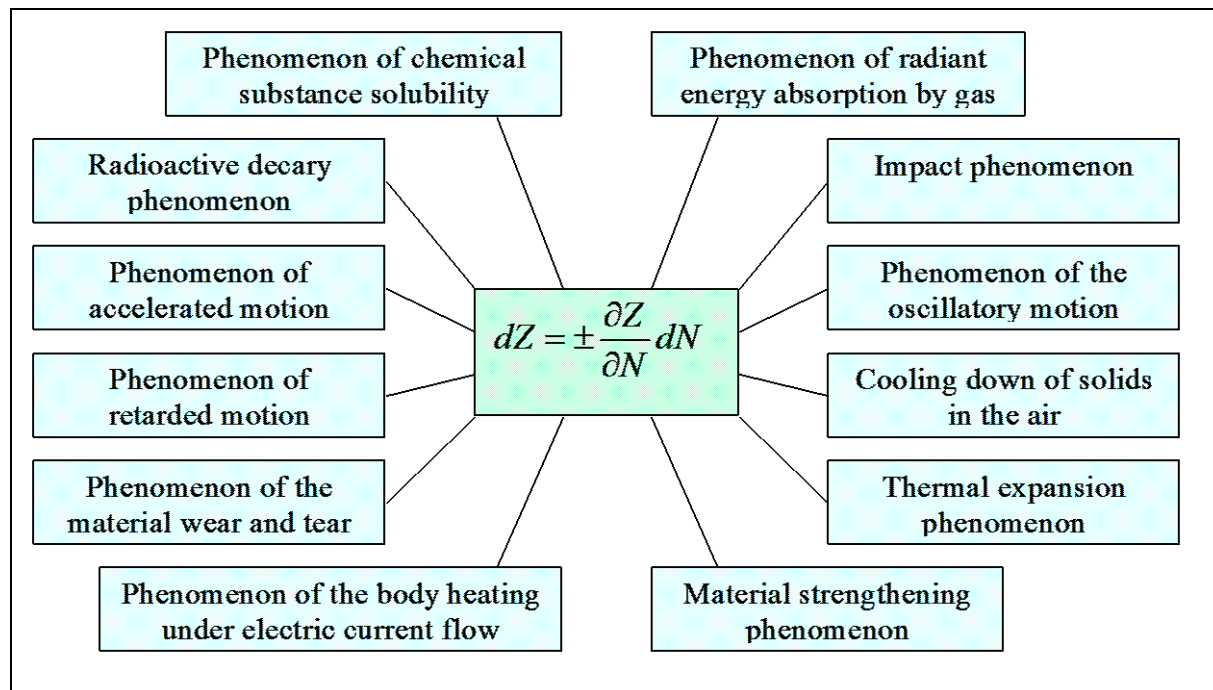 Phenomenon of chemical
substance solubility
Phenomenon of radiant
energy absorption by gas
Radioactive decary
phenomenon
Impact phenomenon
Phenomenon of
accelerated motion
Phenomenon of the
oscillatory motion
dZ = ± ∂Z/∂N dN
Phenomenon of
retarded motion
Cooling down of solids
in the air
Phenomenon of the
material wear and tear
Thermal expansion
phenomenon
Phenomenon of the body heating
under electric current flow
Material strengthening
phenomenon